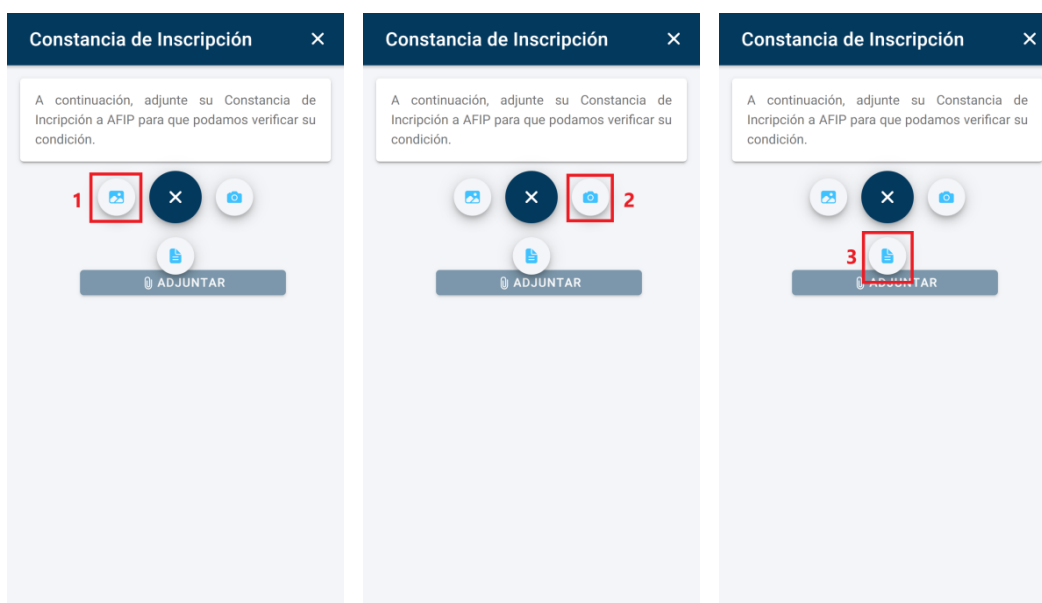 Constancia de Inscripción
A continuación, adjunte su Constancia de
Incripción a AFIP para que podamos verificar su
condición.
1
ADJUNTAR
Constancia de Inscripción
A continuación, adjunte su Constancia de
Incripción a AFIP para que podamos verificar su
condición.
2
ADJUNTAR
Constancia de Inscripción
A continuación, adjunte su Constancia de
Incripción a AFIP para que podamos verificar su
condición.
3
ADJUNTAR